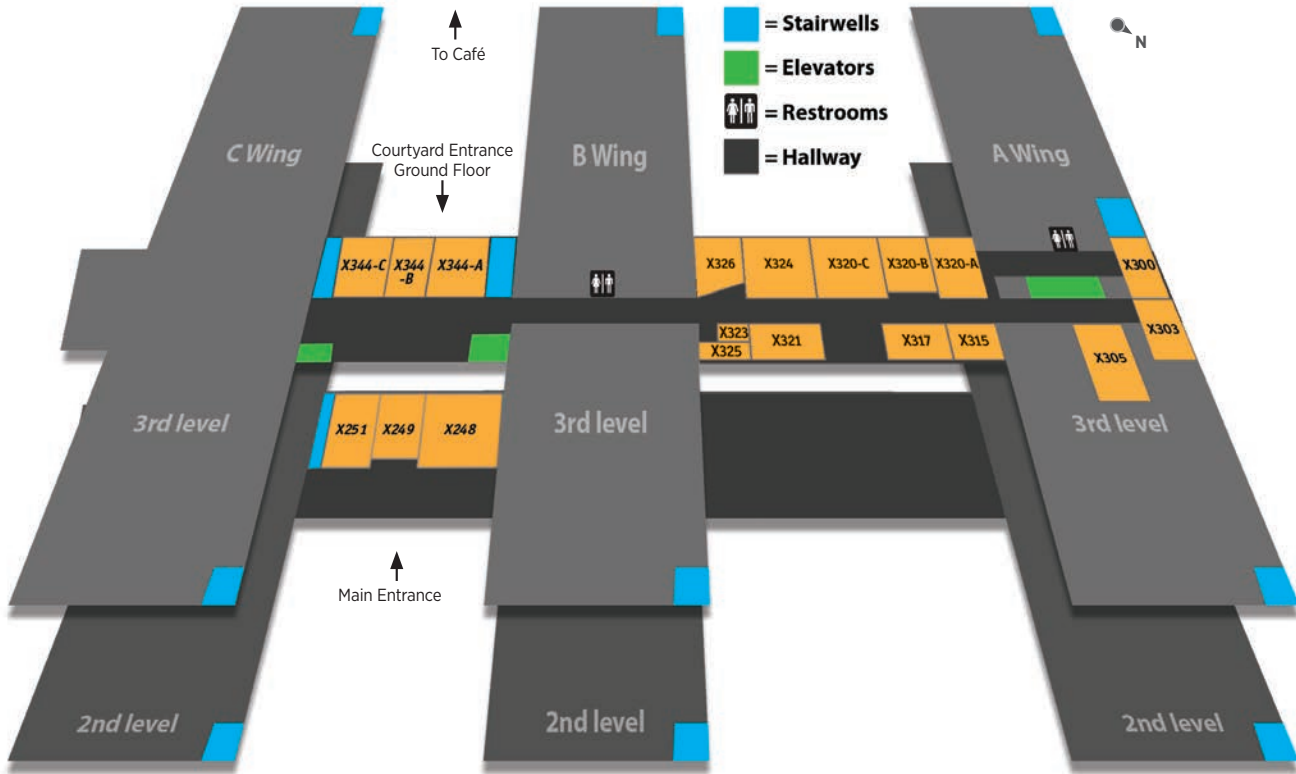 To Café
= Stairwells
= Elevators
= Restrooms
= Hallway
N
C Wing
Courtyard Entrance
Ground Floor
B Wing
A Wing
X344-C
X344
-B
X344-A
X326
X324
X320-C
X320-B
X320-A
X300
X323
X325
X321
X317
X315
X303
X305
3rd level
X251
X249
X248
3rd level
3rd level
Main Entrance
2nd level
2nd level
2nd level